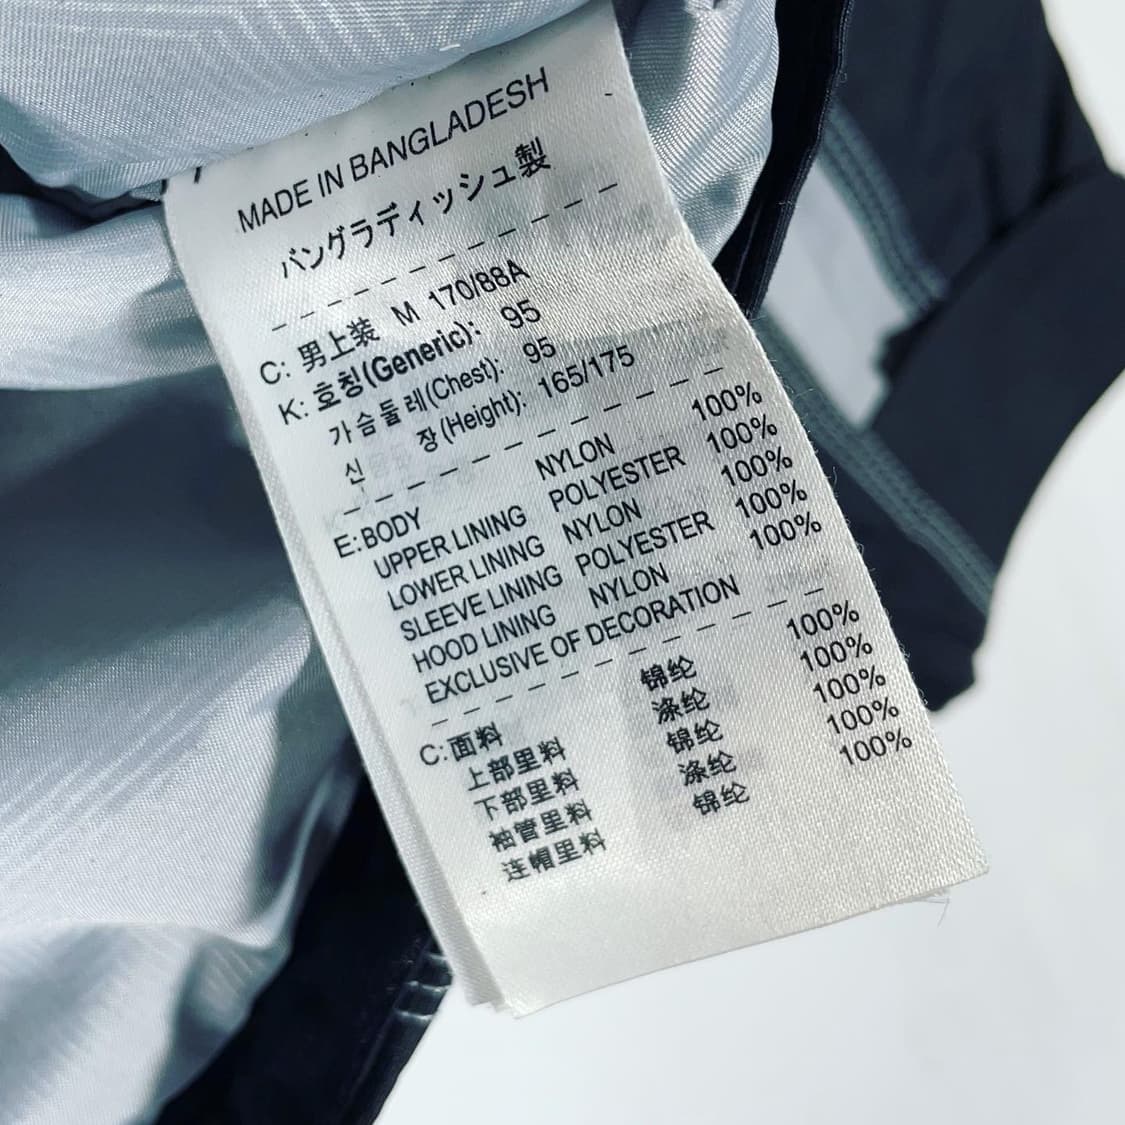 MADE IN BANGLADESH
バングラディッシュ製
C: 男上装 M 170/88A
K: 호칭(Generic): 95
가슴둘레(Chest): 95
신 장(Height): 165/175
E:BODY NYLON 100%
UPPER LINING POLYESTER 100%
LOWER LINING NYLON 100%
SLEEVE LINING POLYESTER 100%
HOOD LINING NYLON 100%
EXCLUSIVE OF DECORATION
C:面料 锦纶 100%
上部里料 涤纶 100%
下部里料 锦纶 100%
袖管里料 涤纶 100%
连帽里料 锦纶 100%